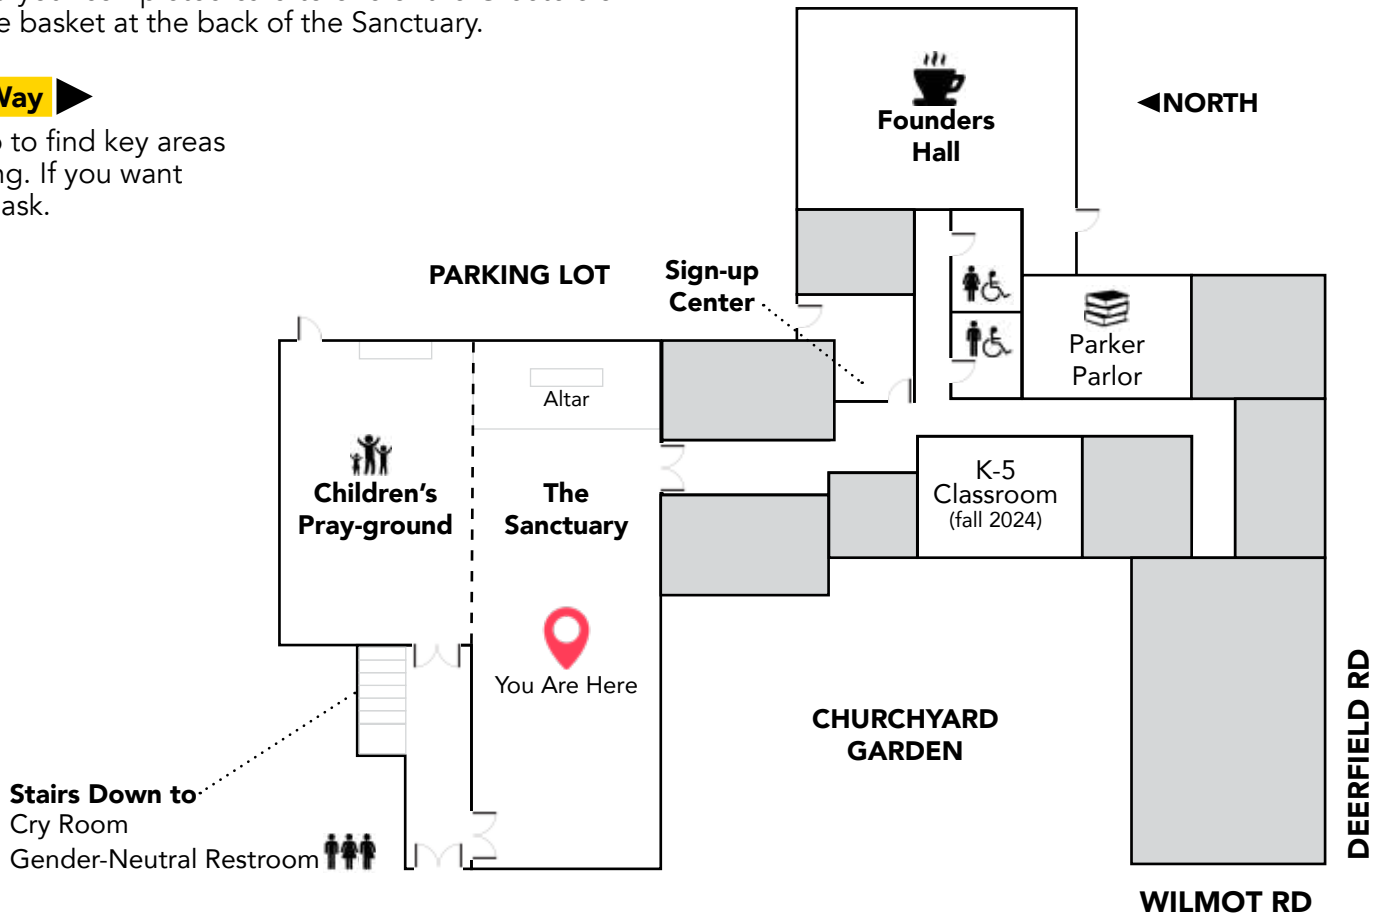 e basket at the back of the Sanctuary.
Way
to find key areas
ng. If you want
ask.
NORTH
Founders
Hall
PARKING LOT
Sign-up
Center
Parker
Parlor
Altar
K-5
Classroom
(fall 2024)
Children's
Pray-ground
The
Sanctuary
You Are Here
CHURCHYARD
GARDEN
Stairs Down to
Cry Room
Gender-Neutral Restroom
DEERFIELD RD
WILMOT RD